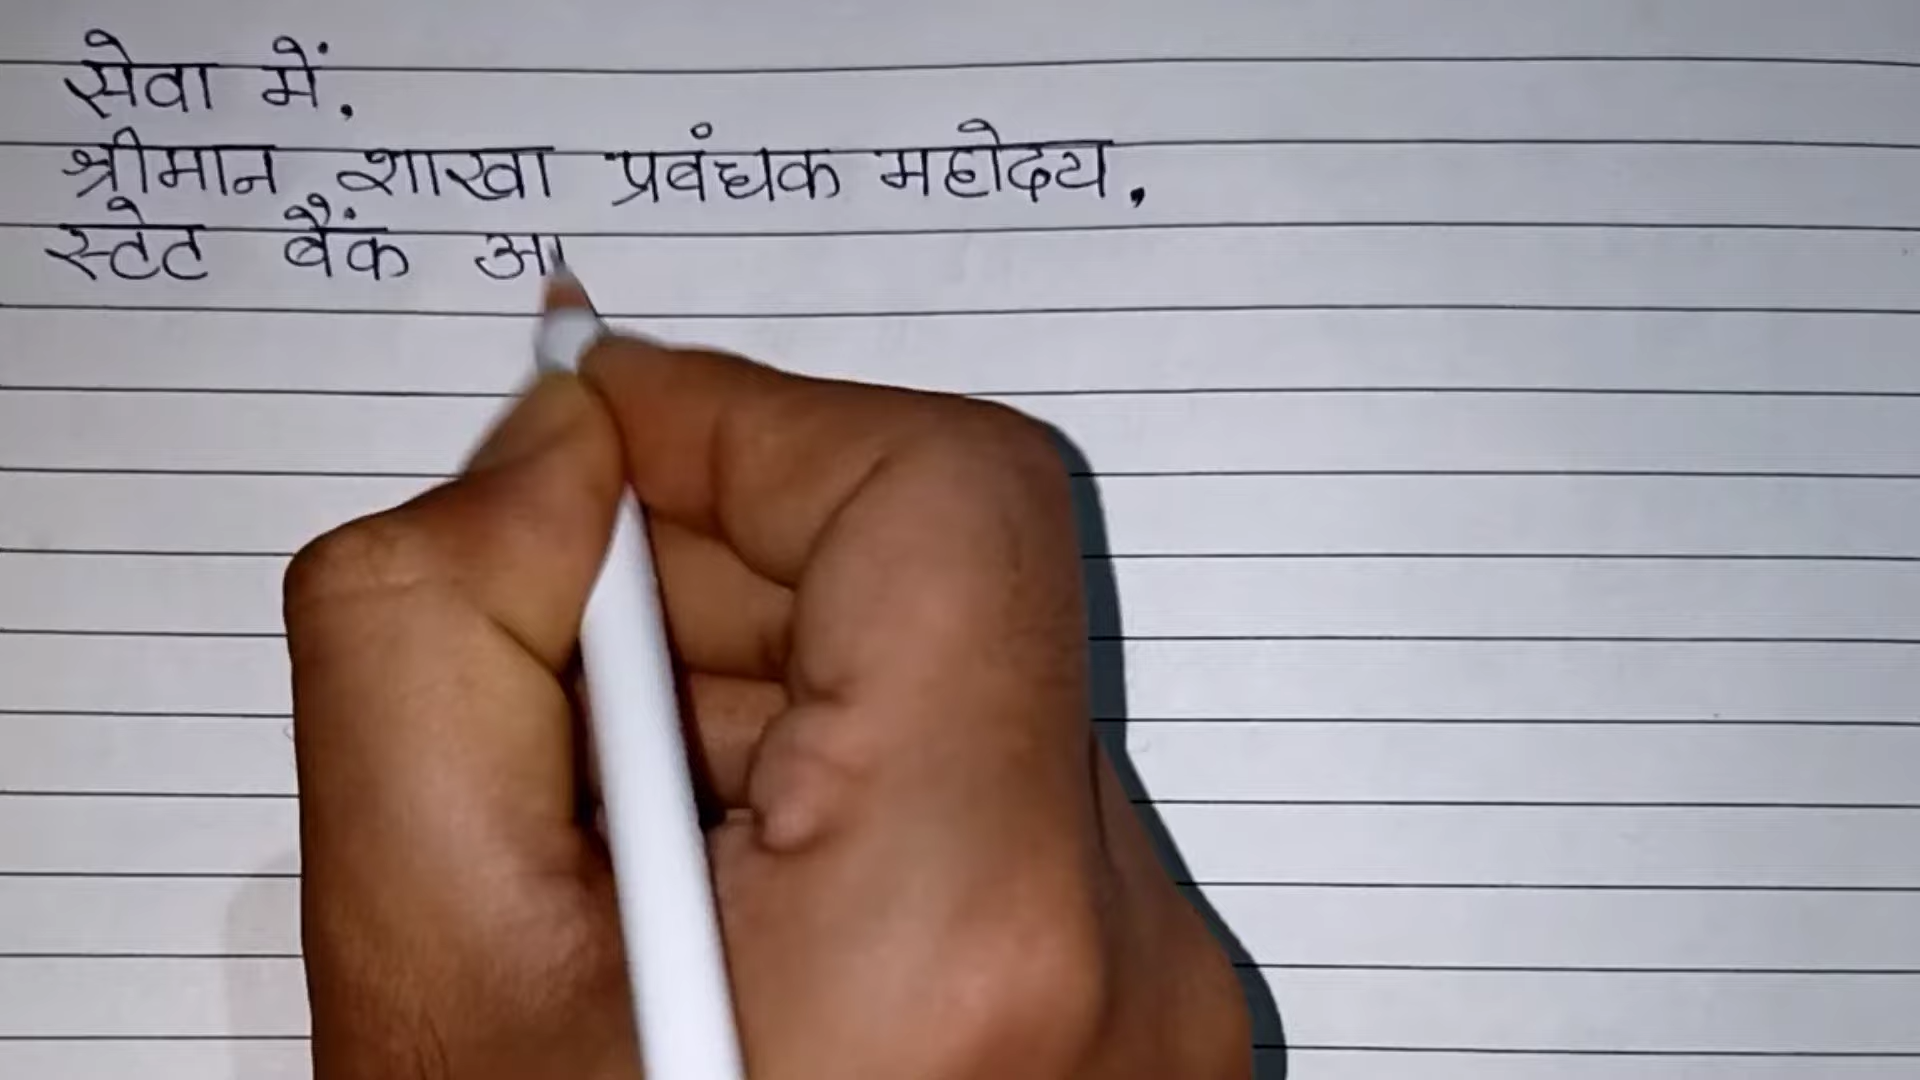 सेवा में,
श्रीमान शाखा प्रबंधक महोदय,
स्टेट बैंक आ